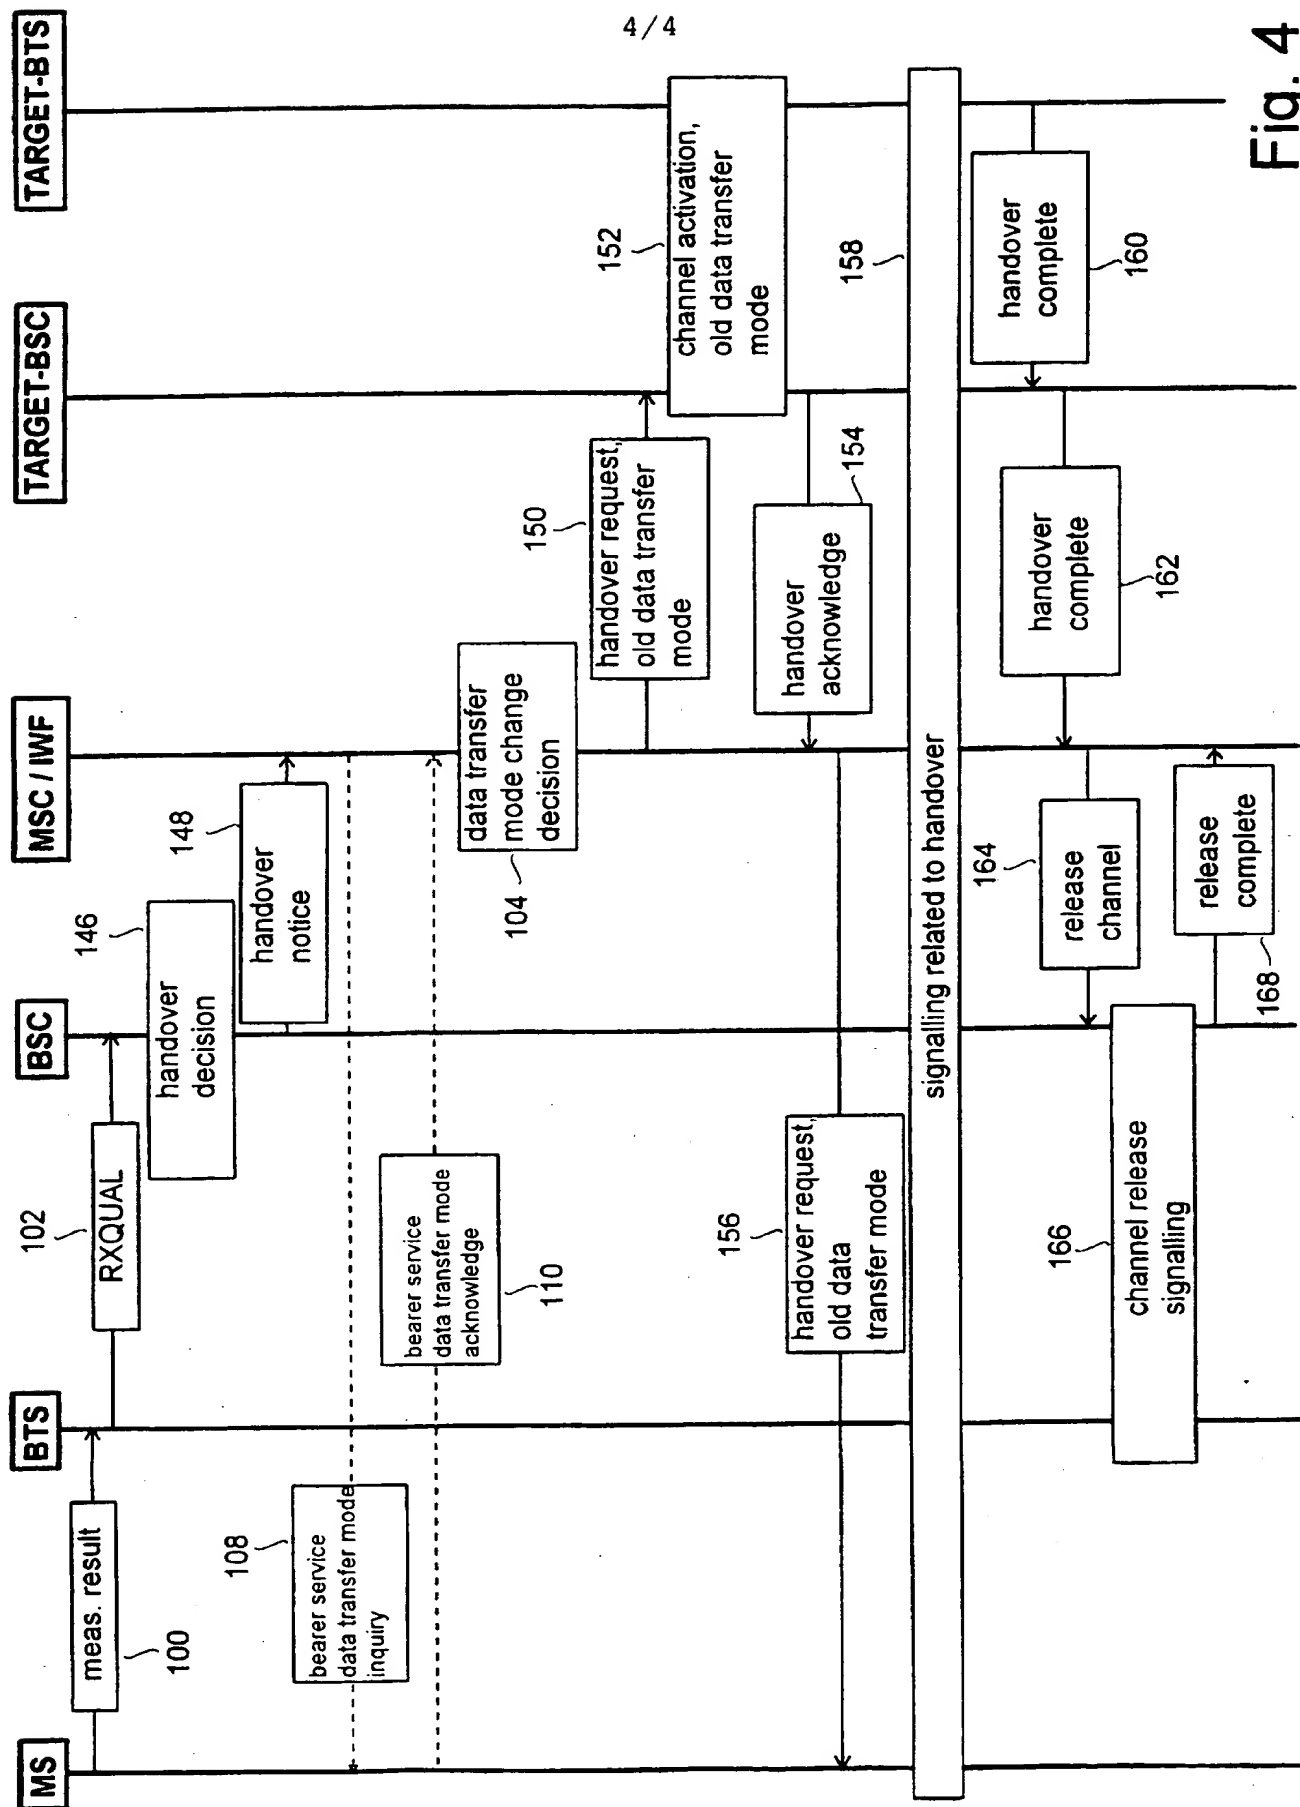 4/4
MS
BTS
BSC
MSC / IWF
TARGET-BSC
TARGET-BTS
meas. result
100
RXQUAL
102
handover
decision
146
handover
notice
148
bearer service
data transfer mode
inquiry
108
bearer service
data transfer mode
acknowledge
110
data transfer
mode change
decision
104
handover request,
old data transfer
mode
150
channel activation,
old data transfer
mode
152
handover
acknowledge
154
handover request,
old data
transfer mode
156
signalling related to handover
158
handover
complete
160
handover
complete
162
release
channel
164
channel release
signalling
166
release
complete
168
Fig. 4